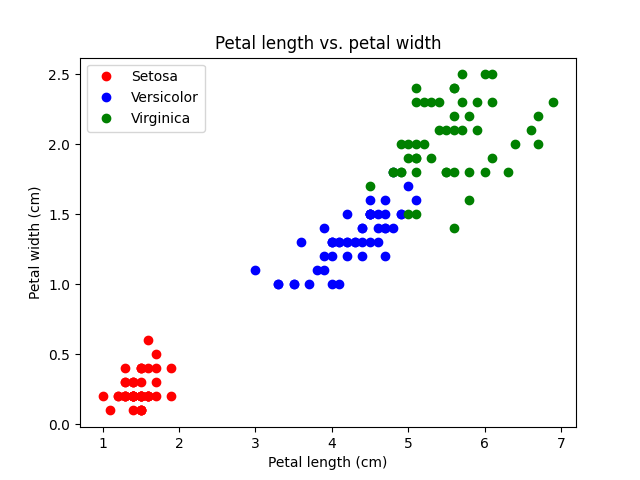 Petal length vs. petal width
Setosa
Versicolor
Virginica
Petal width (cm)
2.5
2.0
1.5
1.0
0.5
0.0
1 2 3 4 5 6 7
Petal length (cm)